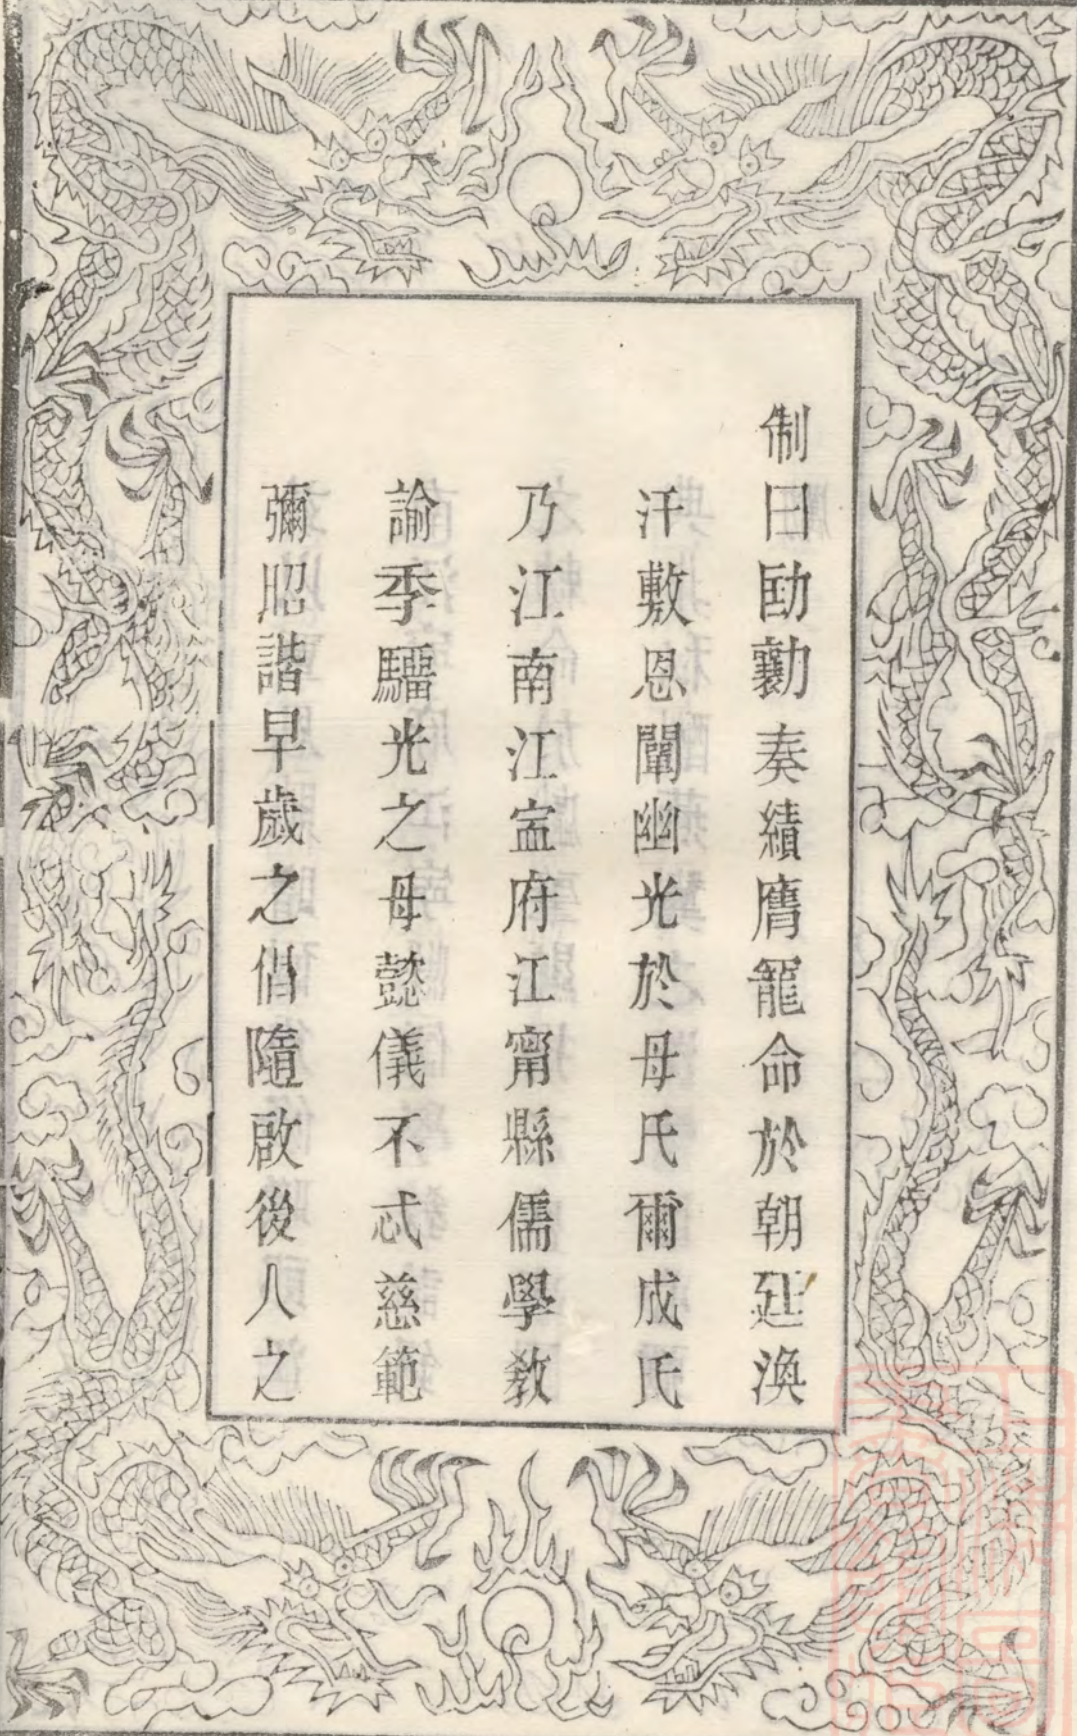 制曰劻勷奏績膺寵命於朝廷渙
汗敷恩闡幽光於母氏爾成氏
乃江南江寍府江甯縣儒學教
諭季驑光之母懿儀不忒慈範
彌昭諧早歲之倡隨啟後人之